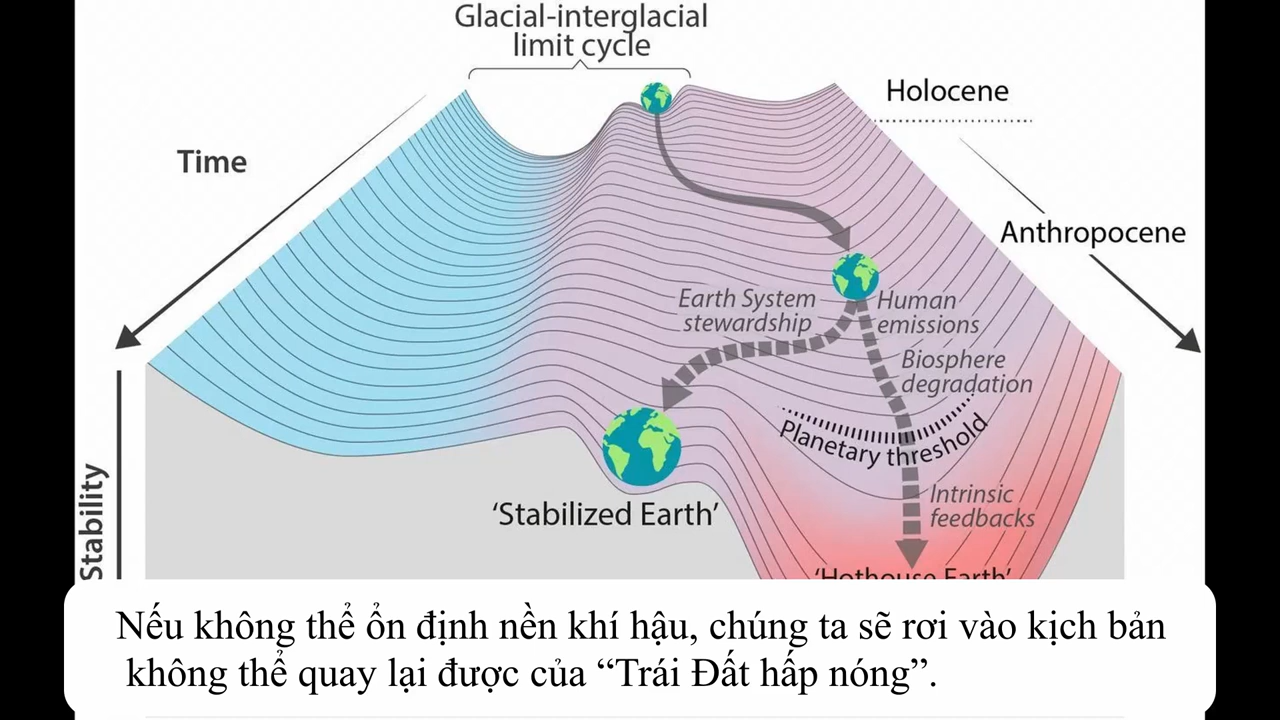 Glacial-interglacial
limit cycle
Holocene
Time
Anthropocene
Earth System
stewardship
Human
emissions
Biosphere
degradation
Planetary threshold
Stability
'Stabilized Earth'
Intrinsic
feedbacks
'Hothouse Earth'
Nếu không thể ổn định nền khí hậu, chúng ta sẽ rơi vào kịch bản
không thể quay lại được của “Trái Đất hấp nóng”.